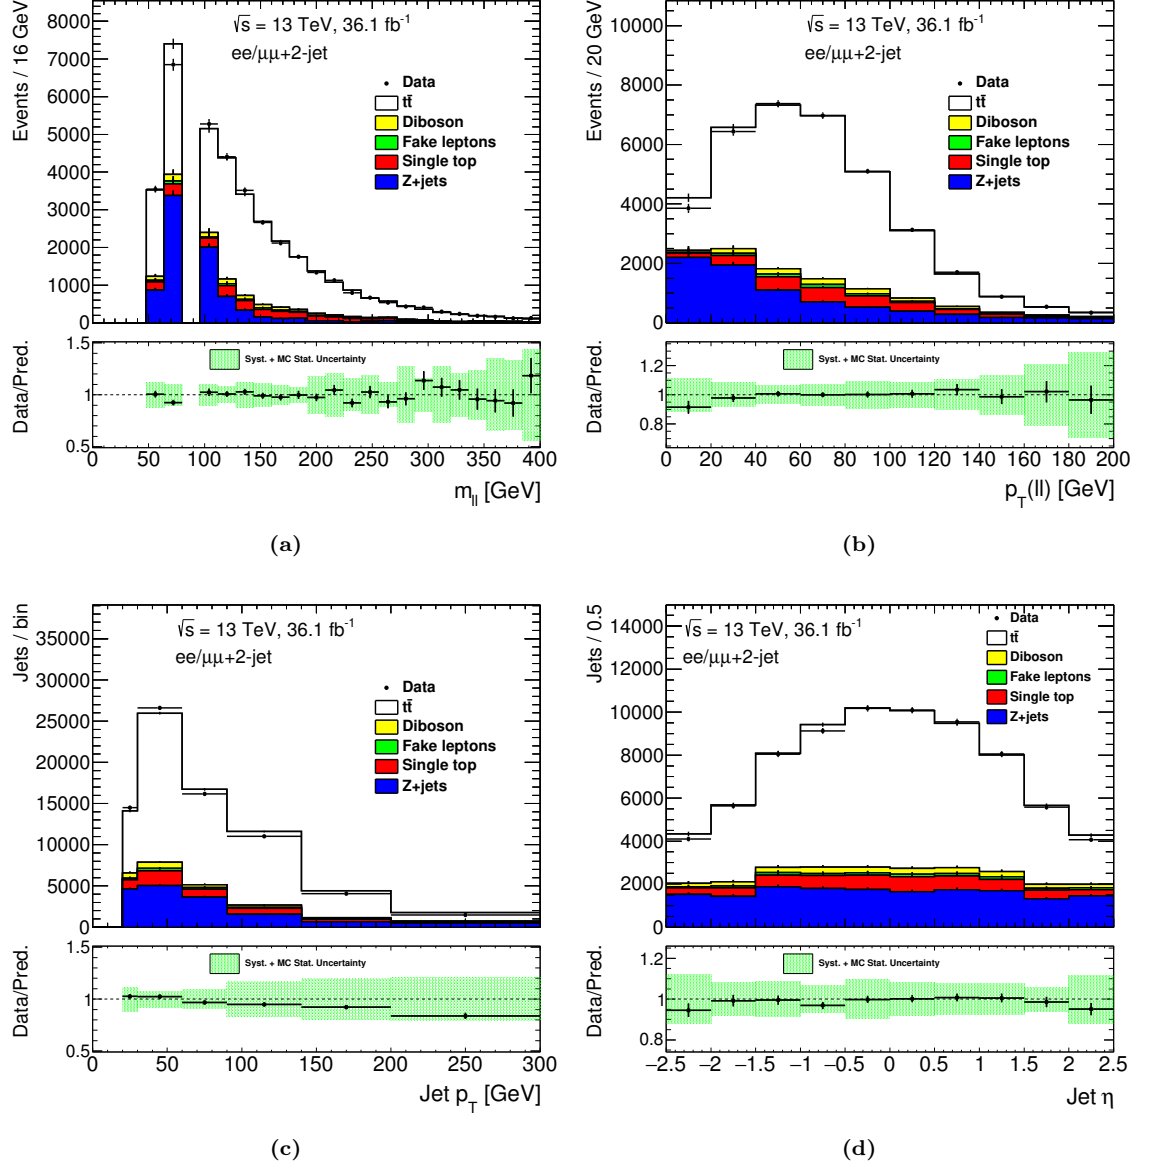 Events / 16 GeV
8000
7000
6000
5000
4000
3000
2000
1000
0
√s = 13 TeV, 36.1 fb⁻¹
ee/μμ+2-jet
Data
tt̄
Diboson
Fake leptons
Single top
Z+jets
Data/Pred.
1.5
1
0.5
Syst. + MC Stat. Uncertainty
0 50 100 150 200 250 300 350 400
m_ll [GeV]
(a)
Events / 20 GeV
10000
8000
6000
4000
2000
0
√s = 13 TeV, 36.1 fb⁻¹
ee/μμ+2-jet
Data
tt̄
Diboson
Fake leptons
Single top
Z+jets
Data/Pred.
1.2
1
0.8
Syst. + MC Stat. Uncertainty
0 20 40 60 80 100 120 140 160 180 200
p_T(ll) [GeV]
(b)
Jets / bin
35000
30000
25000
20000
15000
10000
5000
0
√s = 13 TeV, 36.1 fb⁻¹
ee/μμ+2-jet
Data
tt̄
Diboson
Fake leptons
Single top
Z+jets
Data/Pred.
1.5
1
0.5
Syst. + MC Stat. Uncertainty
0 50 100 150 200 250 300
Jet p_T [GeV]
(c)
Jets / 0.5
14000
12000
10000
8000
6000
4000
2000
0
√s = 13 TeV, 36.1 fb⁻¹
ee/μμ+2-jet
Data
tt̄
Diboson
Fake leptons
Single top
Z+jets
Data/Pred.
1.2
1
0.8
Syst. + MC Stat. Uncertainty
−2.5 −2 −1.5 −1 −0.5 0 0.5 1 1.5 2 2.5
Jet η
(d)